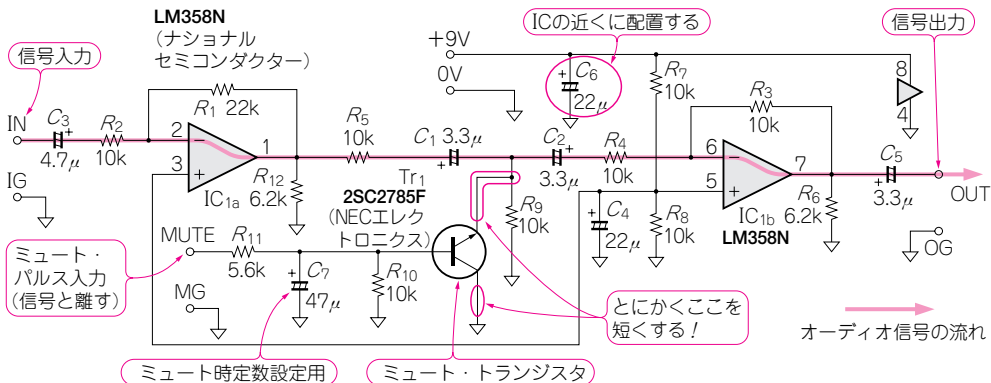 LM358N
(ナショナル
セミコンダクター)
ICの近くに配置する
信号出力
信号入力
+9V
0V
+
C6
22μ
R7
10k
8
4
R1 22k
R3
10k
IN
C3
+
4.7μ
R2
10k
2
3
+
1
IC1a
R5
10k
C1 3.3μ
+
C2
+
3.3μ
R4
10k
6
5
+
7
IC1b
LM358N
C5
+
3.3μ
OUT
IG
R12
6.2k
Tr1
2SC2785F
(NECエレク
トロニクス)
R9
10k
C4
+
22μ
R8
10k
R6
6.2k
OG
MUTE
R11
5.6k
+
C7
47μ
R10
10k
MG
ミュート・
パルス入力
(信号と離す)
とにかくここを
短くする!
オーディオ信号の流れ
ミュート時定数設定用
ミュート・トランジスタ